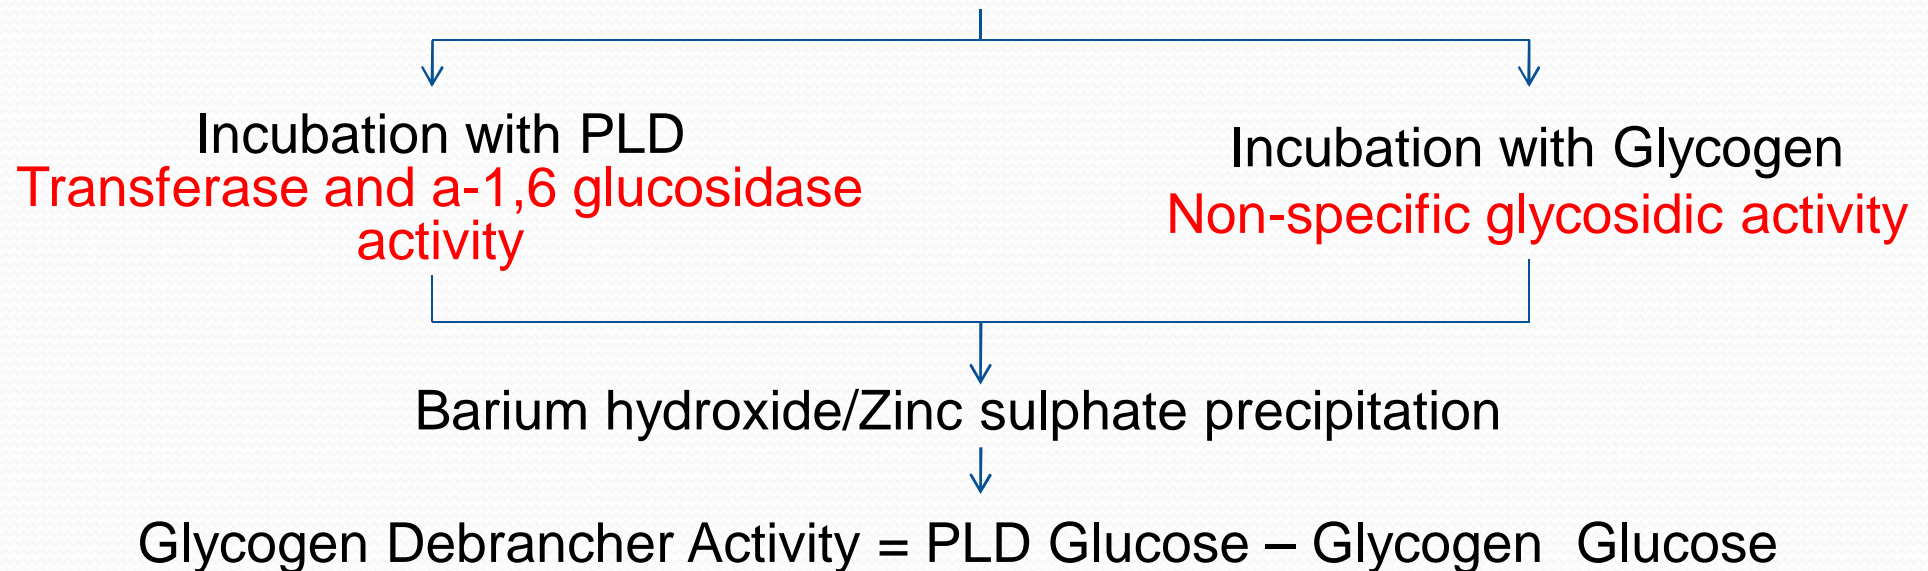 Incubation with PLD
Transferase and a-1,6 glucosidase
activity
Incubation with Glycogen
Non-specific glycosidic activity
Barium hydroxide/Zinc sulphate precipitation
Glycogen Debrancher Activity = PLD Glucose – Glycogen  Glucose